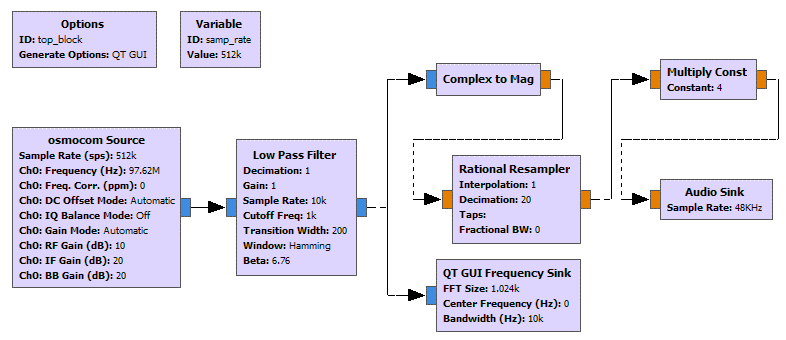 Options
ID: top_block
Generate Options: QT GUI
Variable
ID: samp_rate
Value: 512k
osmocom Source
Sample Rate (sps): 512k
Ch0: Frequency (Hz): 97.62M
Ch0: Freq. Corr. (ppm): 0
Ch0: DC Offset Mode: Automatic
Ch0: IQ Balance Mode: Off
Ch0: Gain Mode: Automatic
Ch0: RF Gain (dB): 10
Ch0: IF Gain (dB): 20
Ch0: BB Gain (dB): 20
Low Pass Filter
Decimation: 1
Gain: 1
Sample Rate: 10k
Cutoff Freq: 1k
Transition Width: 200
Window: Hamming
Beta: 6.76
Complex to Mag
Rational Resampler
Interpolation: 1
Decimation: 20
Taps:
Fractional BW: 0
QT GUI Frequency Sink
FFT Size: 1.024k
Center Frequency (Hz): 0
Bandwidth (Hz): 10k
Multiply Const
Constant: 4
Audio Sink
Sample Rate: 48KHz